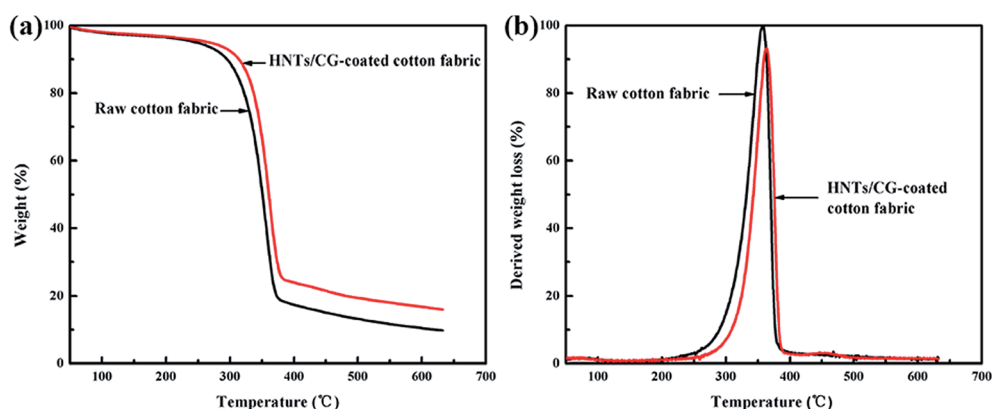 (a)
100
80
60
40
20
0
Weight (%)
HNTs/CG-coated cotton fabric
Raw cotton fabric
100 200 300 400 500 600 700
Temperature (℃)
(b)
100
80
60
40
20
0
Derived weight loss (%)
Raw cotton fabric
HNTs/CG-coated
cotton fabric
100 200 300 400 500 600 700
Temperature (℃)